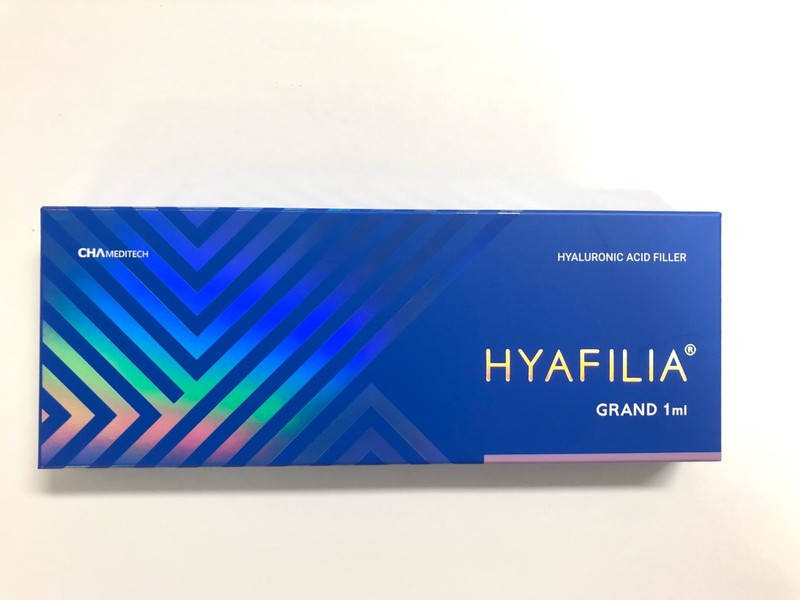 CHA MEDITECH
HYALURONIC ACID FILLER
HYAFILIA®
GRAND 1ml